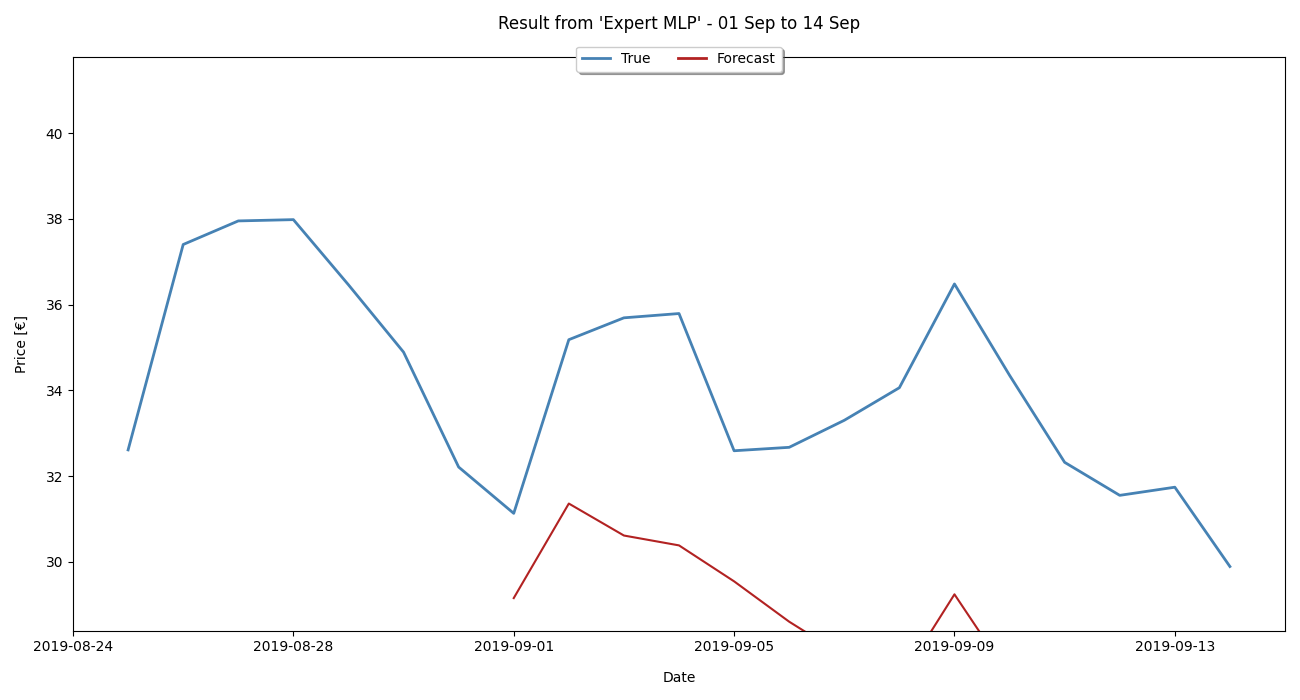 Result from 'Expert MLP' - 01 Sep to 14 Sep
True Forecast
40
38
36
34
32
30
Price [€]
2019-08-24 2019-08-28 2019-09-01 2019-09-05 2019-09-09 2019-09-13
Date